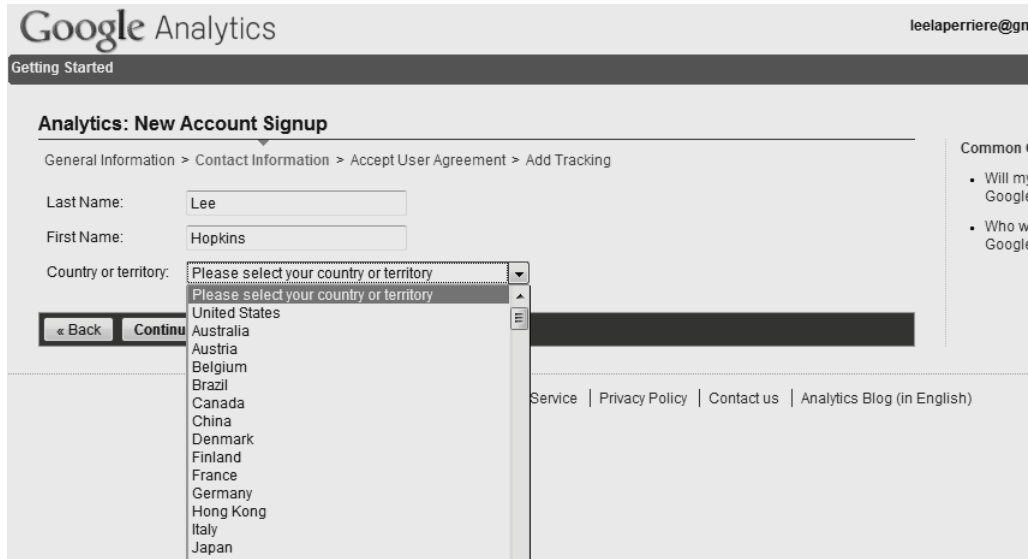 Google Analytics
leelaperriere@gm
Getting Started
Analytics: New Account Signup
General Information > Contact Information > Accept User Agreement > Add Tracking
Last Name: Lee
First Name: Hopkins
Country or territory: Please select your country or territory
Please select your country or territory
United States
Australia
Austria
Belgium
Brazil
Canada
China
Denmark
Finland
France
Germany
Hong Kong
Italy
Japan
« Back Continu
Service | Privacy Policy | Contact us | Analytics Blog (in English)
Common
• Will my
Google
• Who w
Google